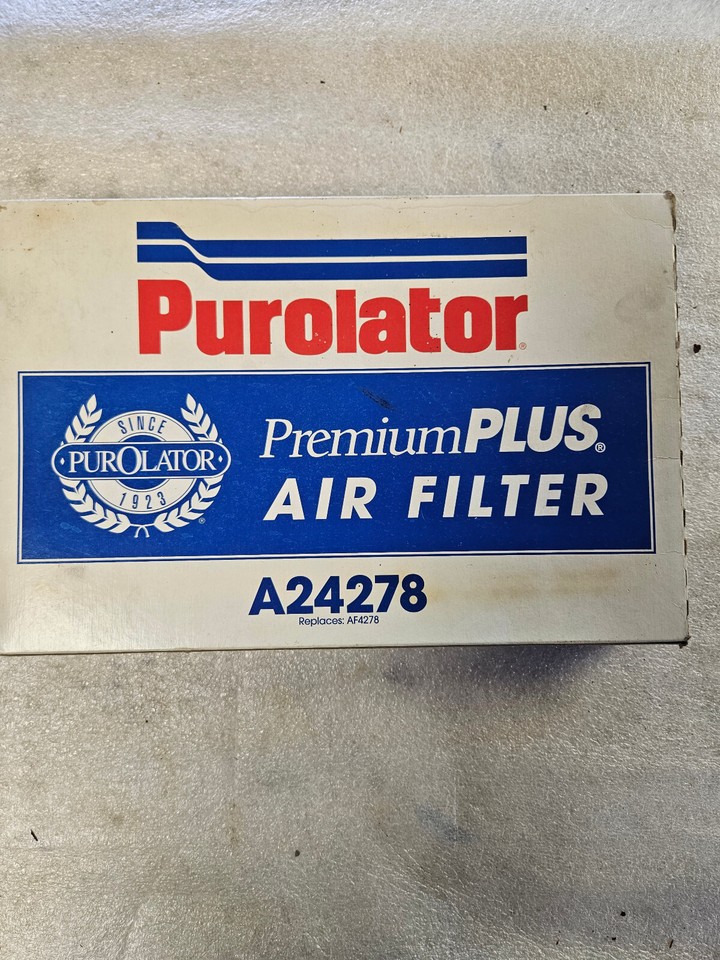 Purolator®
SINCE
PUROLATOR
1923
®
PremiumPLUS®
AIR FILTER
A24278
Replaces: AF4278